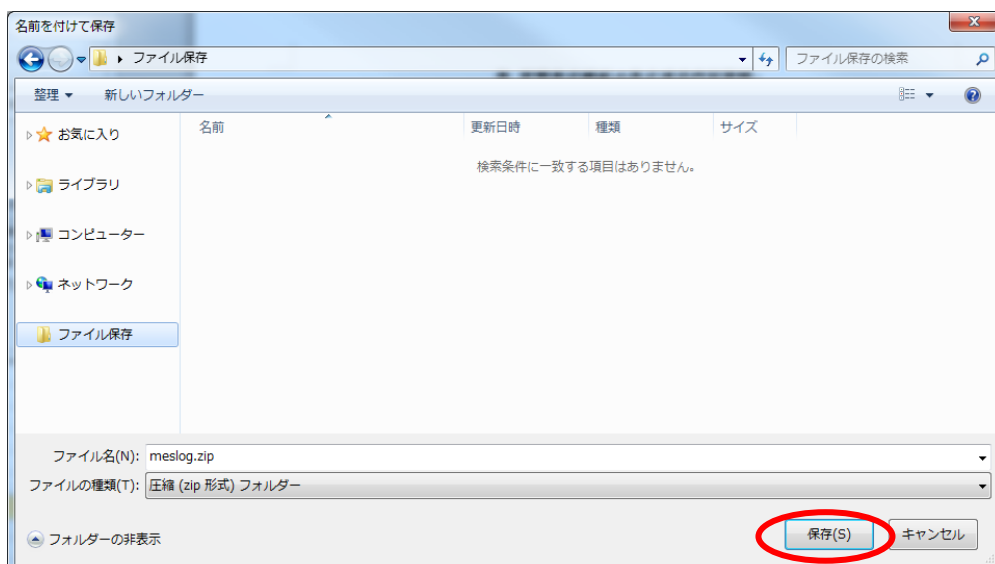 名前を付けて保存
ファイル保存
ファイル保存の検索
整理
新しいフォルダー
名前
更新日時
種類
サイズ
お気に入り
検索条件に一致する項目はありません。
ライブラリ
コンピューター
ネットワーク
ファイル保存
ファイル名(N): meslog.zip
ファイルの種類(T): 圧縮 (zip 形式) フォルダー
フォルダーの非表示
保存(S)
キャンセル